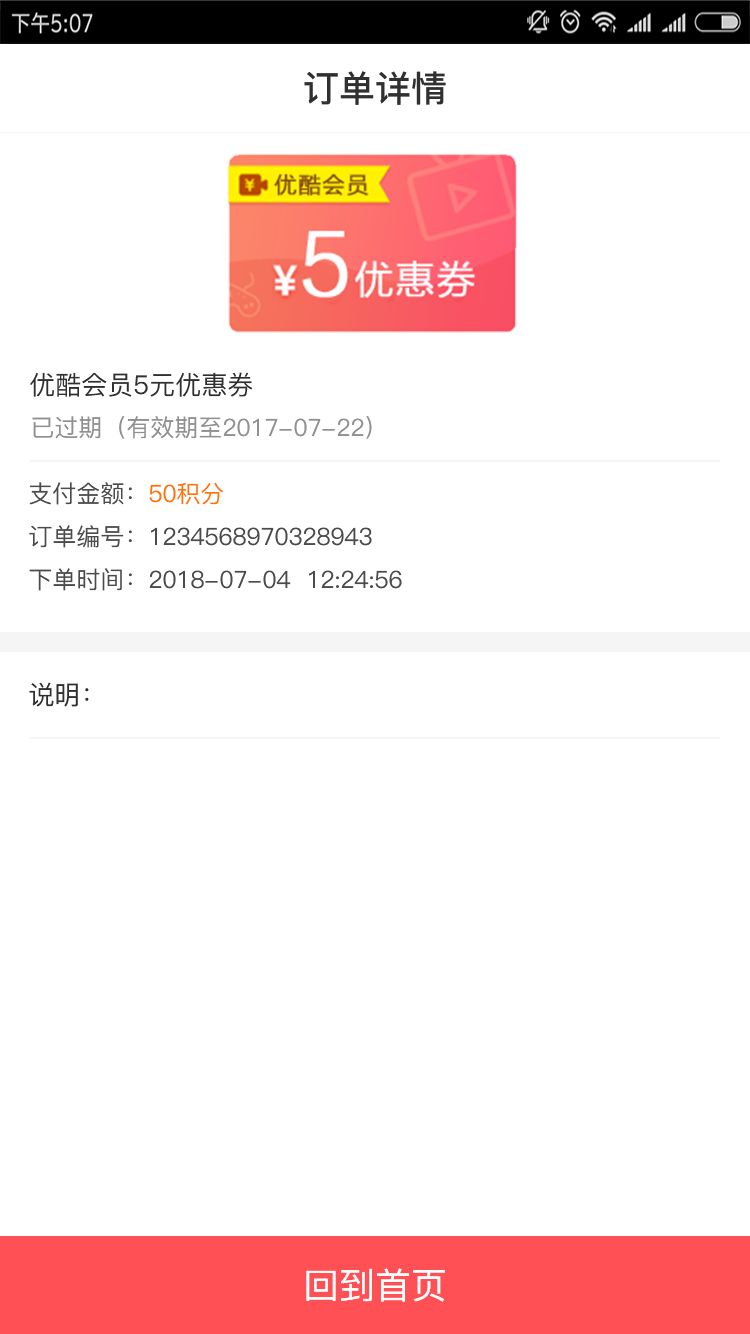 下午5:07
订单详情
优酷会员
¥5优惠券
优酷会员5元优惠券
已过期（有效期至2017-07-22）
支付金额：50积分
订单编号：1234568970328943
下单时间：2018-07-04 12:24:56
说明：
回到首页